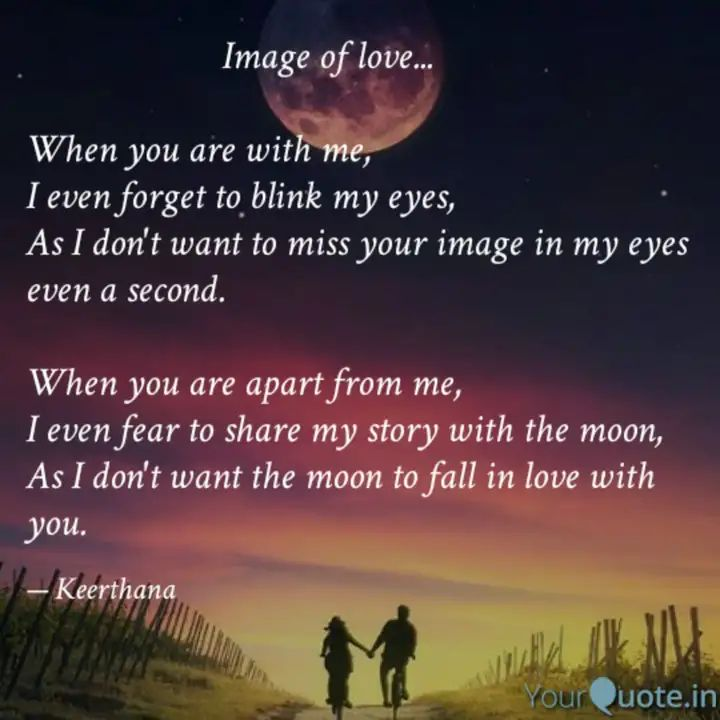 Image of love...
When you are with me,
I even forget to blink my eyes,
As I don't want to miss your image in my eyes
even a second.
When you are apart from me,
I even fear to share my story with the moon,
As I don't want the moon to fall in love with
you.
— Keerthana
YourQuote.in